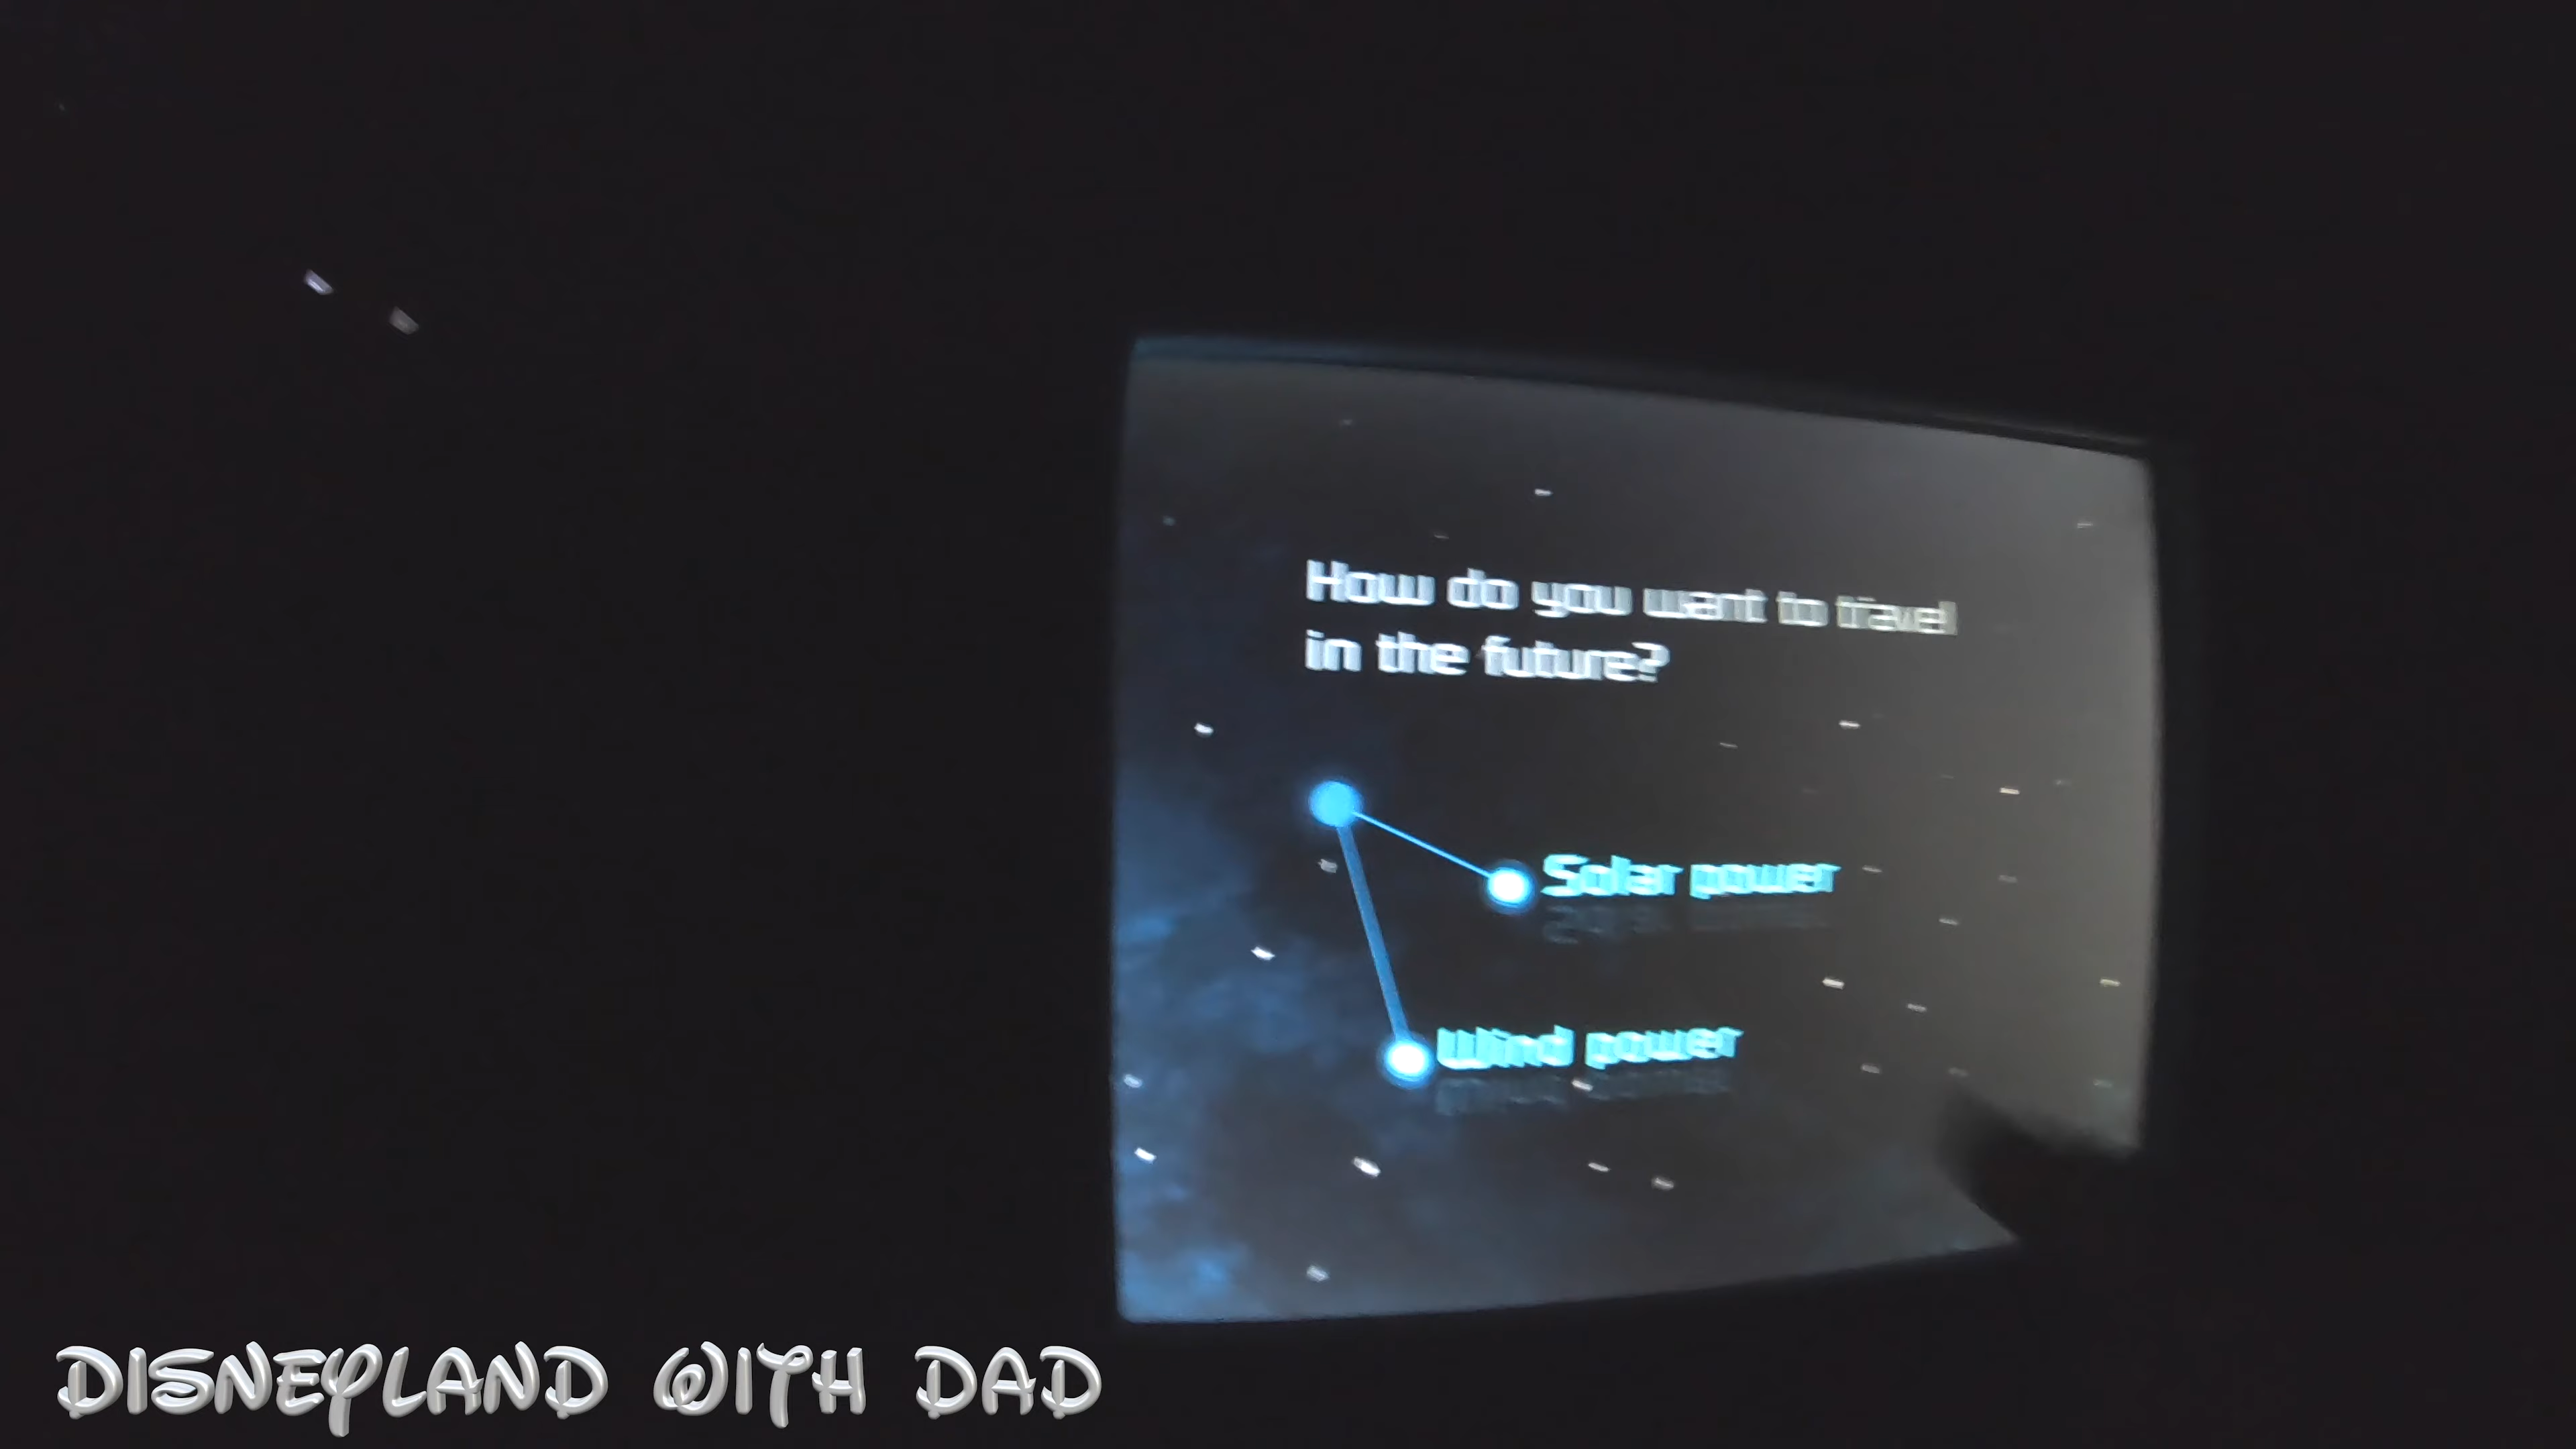 How do you want to travel
in the future?
Solar power
Wind power
DISNEYLAND WITH DAD